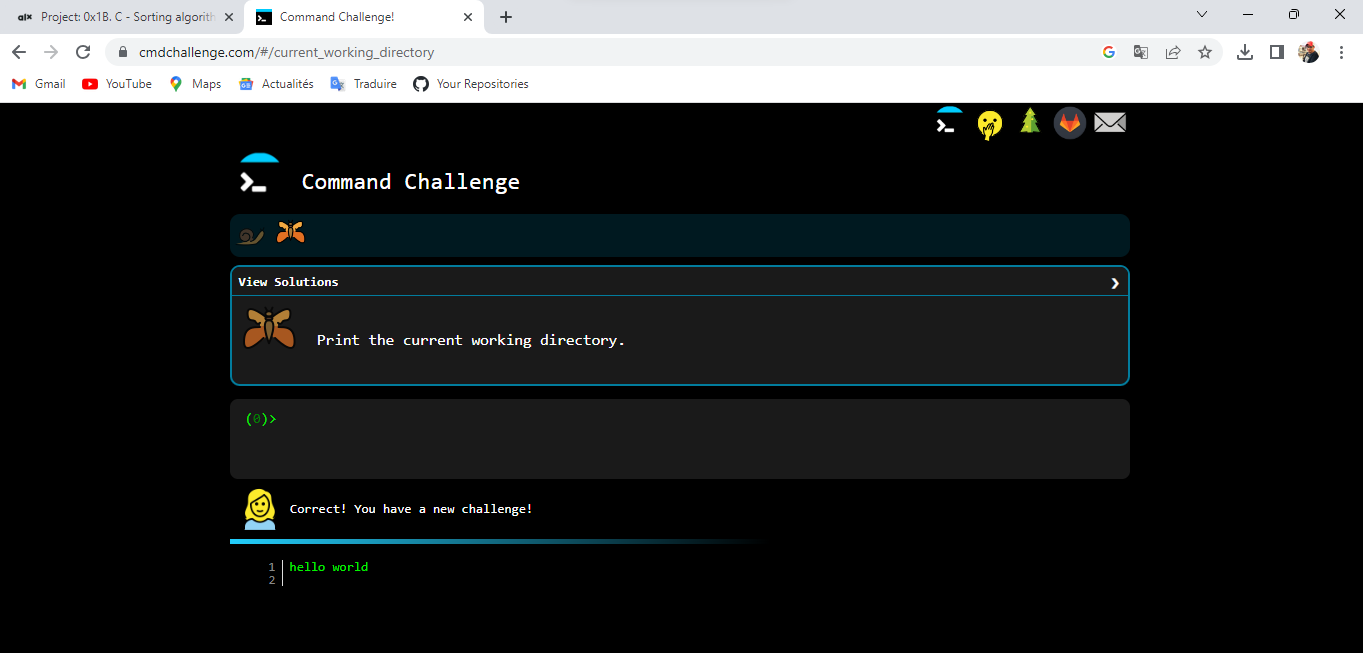 alx Project: 0x1B. C - Sorting algorith
Command Challenge!
cmdchallenge.com/#/current_working_directory
Gmail YouTube Maps Actualités Traduire Your Repositories
Command Challenge
View Solutions
Print the current working directory.
(0)>
Correct! You have a new challenge!
1 hello world
2